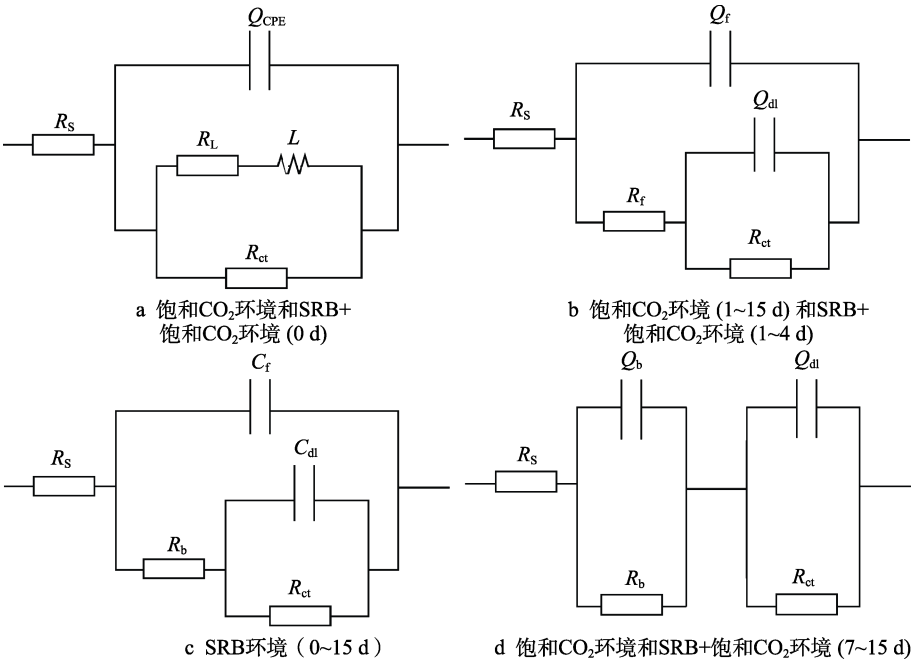 Q_CPE
R_S
R_L
L
R_ct
a 饱和CO₂环境和SRB+
饱和CO₂环境 (0 d)
Q_f
R_S
Q_dl
R_f
R_ct
b 饱和CO₂环境 (1~15 d) 和SRB+
饱和CO₂环境 (1~4 d)
C_f
R_S
C_dl
R_b
R_ct
c SRB环境（0~15 d）
Q_b
Q_dl
R_S
R_b
R_ct
d 饱和CO₂环境和SRB+饱和CO₂环境 (7~15 d)